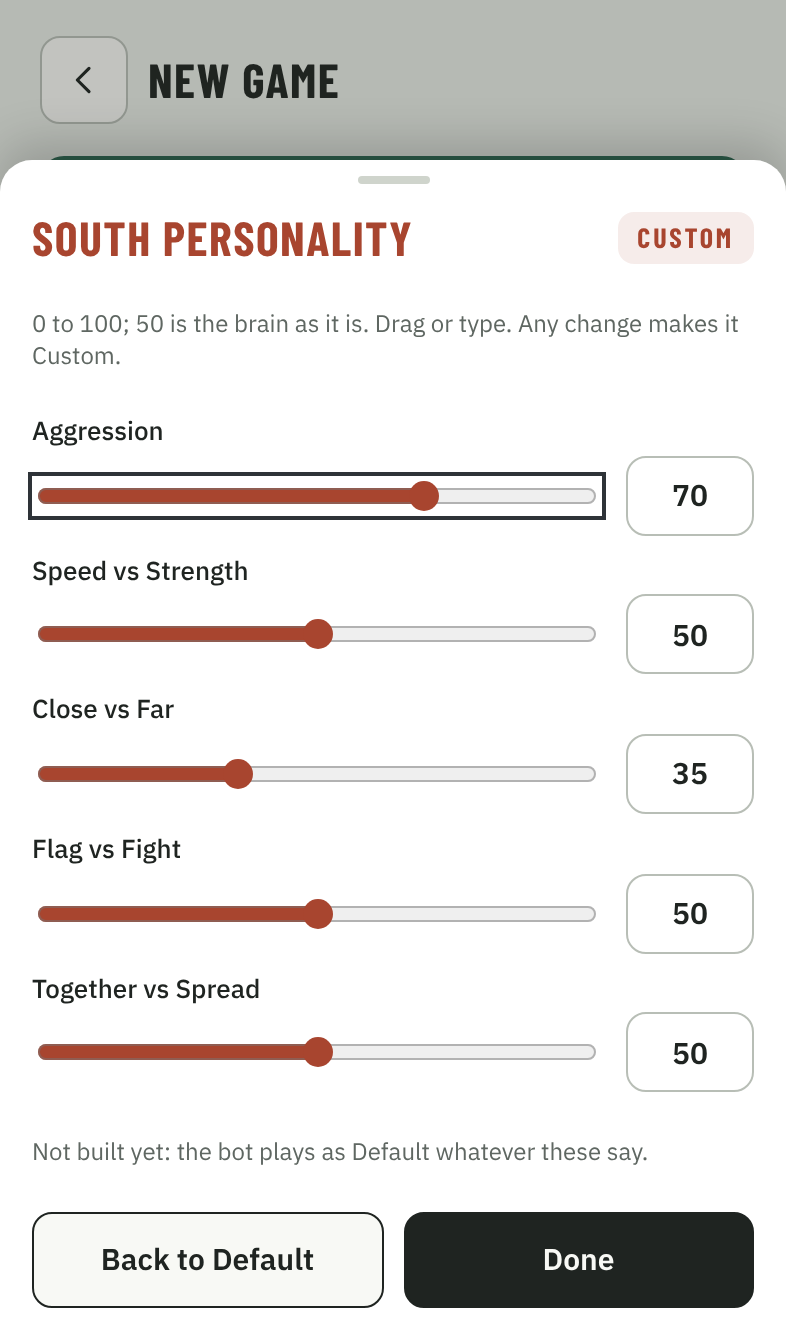 NEW GAME
SOUTH PERSONALITY
CUSTOM
0 to 100; 50 is the brain as it is. Drag or type. Any change makes it
Custom.
Aggression
70
Speed vs Strength
50
Close vs Far
35
Flag vs Fight
50
Together vs Spread
50
Not built yet: the bot plays as Default whatever these say.
Back to Default
Done